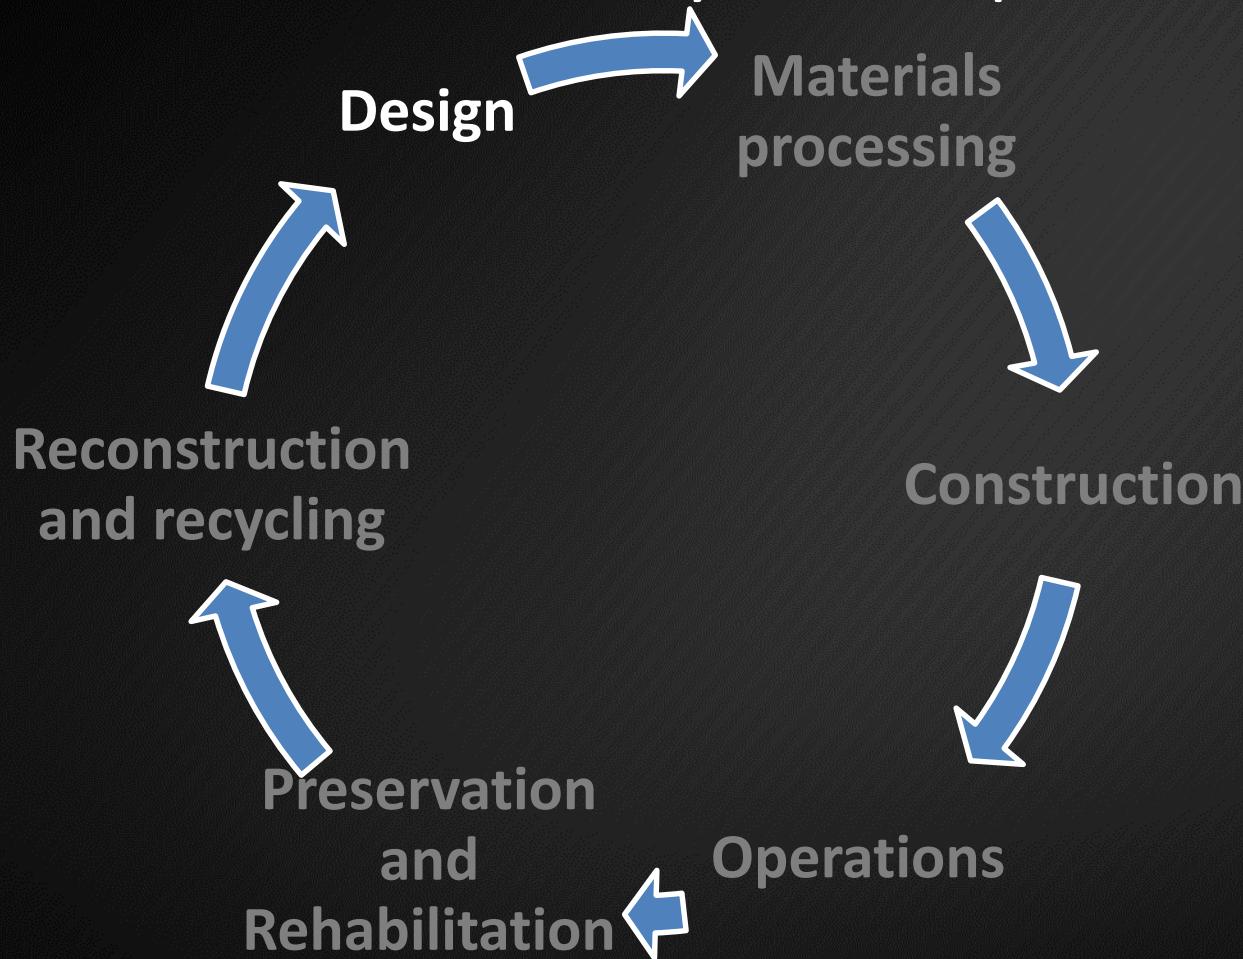 Design
Materials
processing
Construction
Operations
Preservation
and
Rehabilitation
Reconstruction
and recycling